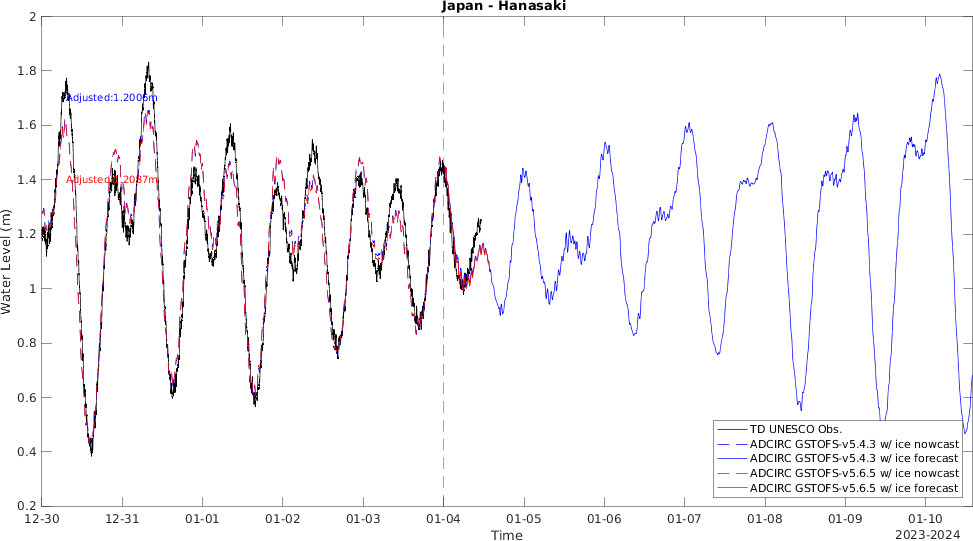 Japan - Hanasaki
Water Level (m)
2
1.8
1.6
1.4
1.2
1
0.8
0.6
0.4
0.2
Adjusted:1.2006m
Adjusted:1.2087m
TD UNESCO Obs.
ADCIRC GSTOFS-v5.4.3 w/ ice nowcast
ADCIRC GSTOFS-v5.4.3 w/ ice forecast
ADCIRC GSTOFS-v5.6.5 w/ ice nowcast
ADCIRC GSTOFS-v5.6.5 w/ ice forecast
12-30 12-31 01-01 01-02 01-03 01-04 01-05 01-06 01-07 01-08 01-09 01-10
Time
2023-2024